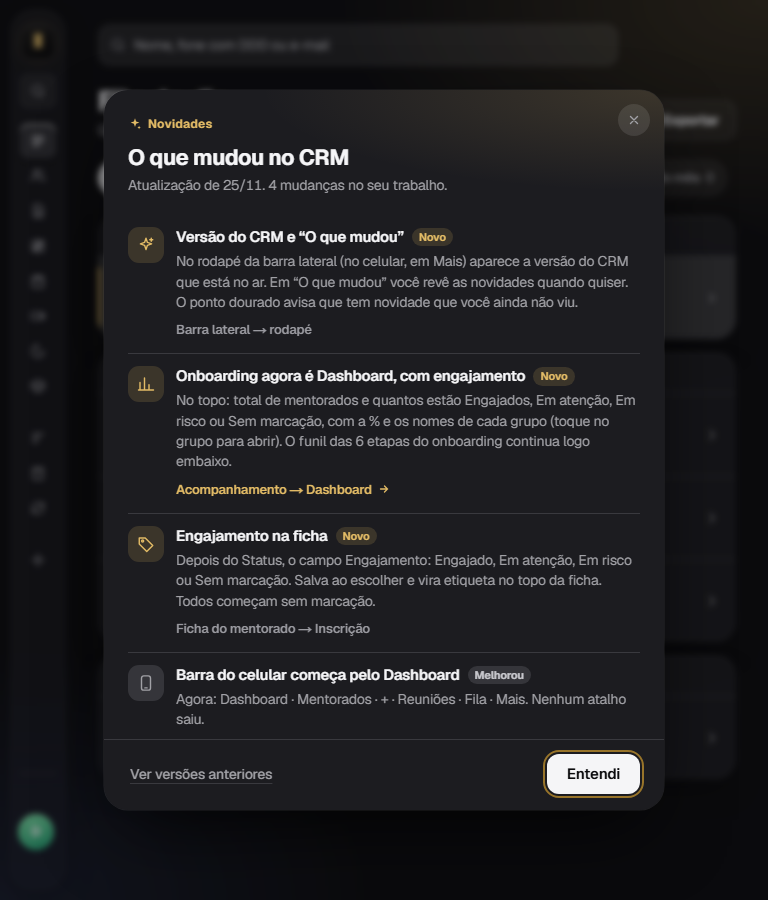 Nome, fone com DDD ou e-mail
Exportar
Novidades
O que mudou no CRM
Atualização de 25/11. 4 mudanças no seu trabalho.
Versão do CRM e “O que mudou” Novo
No rodapé da barra lateral (no celular, em Mais) aparece a versão do CRM
que está no ar. Em “O que mudou” você revê as novidades quando quiser.
O ponto dourado avisa que tem novidade que você ainda não viu.
Barra lateral → rodapé
Onboarding agora é Dashboard, com engajamento Novo
No topo: total de mentorados e quantos estão Engajados, Em atenção, Em
risco ou Sem marcação, com a % e os nomes de cada grupo (toque no
grupo para abrir). O funil das 6 etapas do onboarding continua logo
embaixo.
Acompanhamento → Dashboard →
Engajamento na ficha Novo
Depois do Status, o campo Engajamento: Engajado, Em atenção, Em risco
ou Sem marcação. Salva ao escolher e vira etiqueta no topo da ficha.
Todos começam sem marcação.
Ficha do mentorado → Inscrição
Barra do celular começa pelo Dashboard Melhorou
Agora: Dashboard · Mentorados · + · Reuniões · Fila · Mais. Nenhum atalho
saiu.
Ver versões anteriores
Entendi